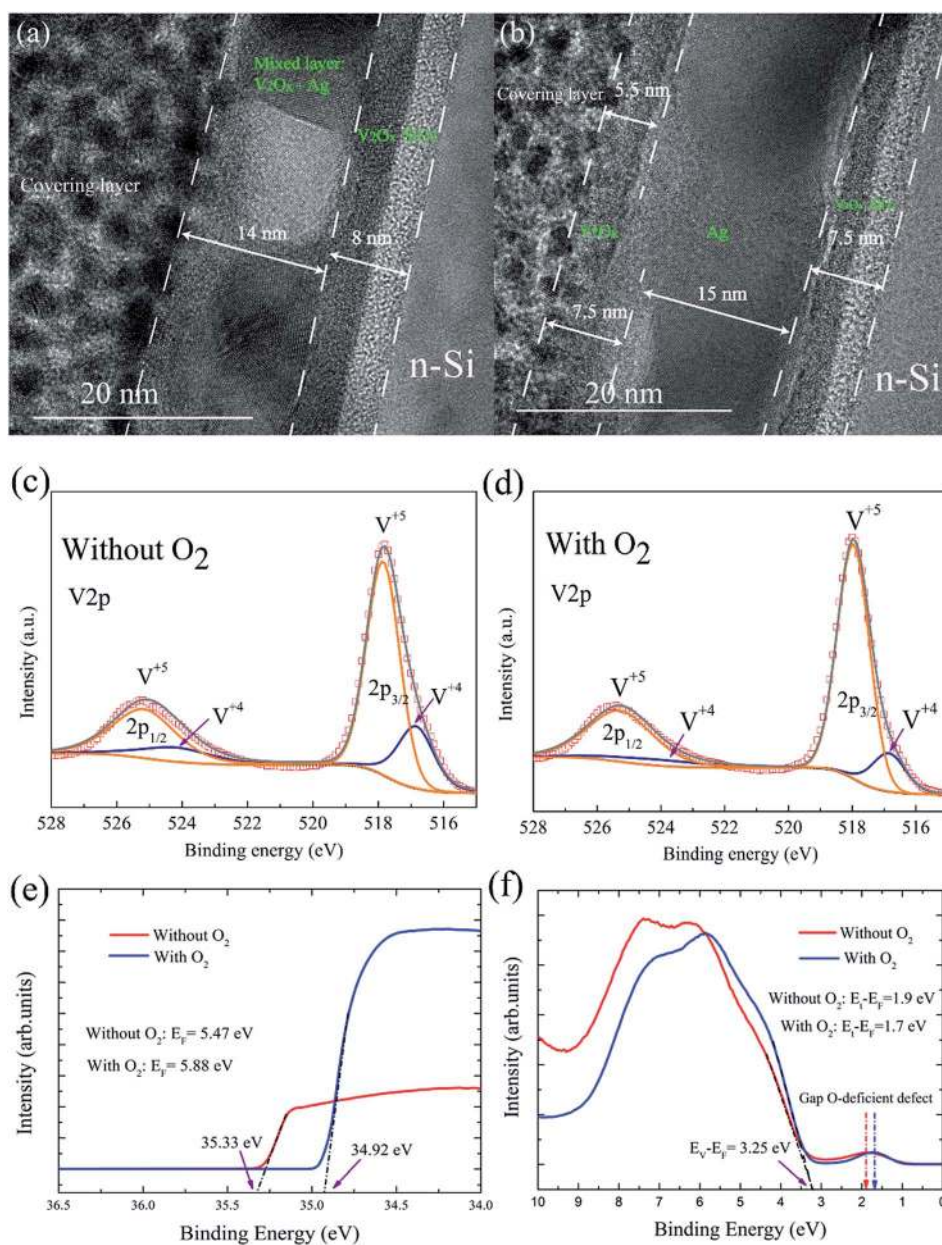 (a)
Mixed layer:
V2Ox - Ag
Covering layer
14 nm
8 nm
n-Si
20 nm
(b)
Covering layer
5.5 nm
V2Ox
Ag
7.5 nm
15 nm
7.5 nm
n-Si
20 nm
(c)
Without O2
V2p
V+5
2p1/2
V+4
V+5
2p3/2
V+4
Intensity (a.u.)
528 526 524 522 520 518 516
Binding energy (eV)
(d)
With O2
V2p
V+5
2p1/2
V+4
V+5
2p3/2
V+4
Intensity (a.u.)
528 526 524 522 520 518 516
Binding energy (eV)
(e)
Without O2
With O2
Without O2: EF= 5.47 eV
With O2: EF= 5.88 eV
35.33 eV
34.92 eV
Intensity (arb.units)
36.5 36.0 35.5 35.0 34.5 34.0
Binding Energy (eV)
(f)
Without O2
With O2
Without O2: Et-EF=1.9 eV
With O2: Et-EF=1.7 eV
Gap O-deficient defect
EV-EF= 3.25 eV
Intensity (arb.units)
10 9 8 7 6 5 4 3 2 1 0
Binding Energy (eV)